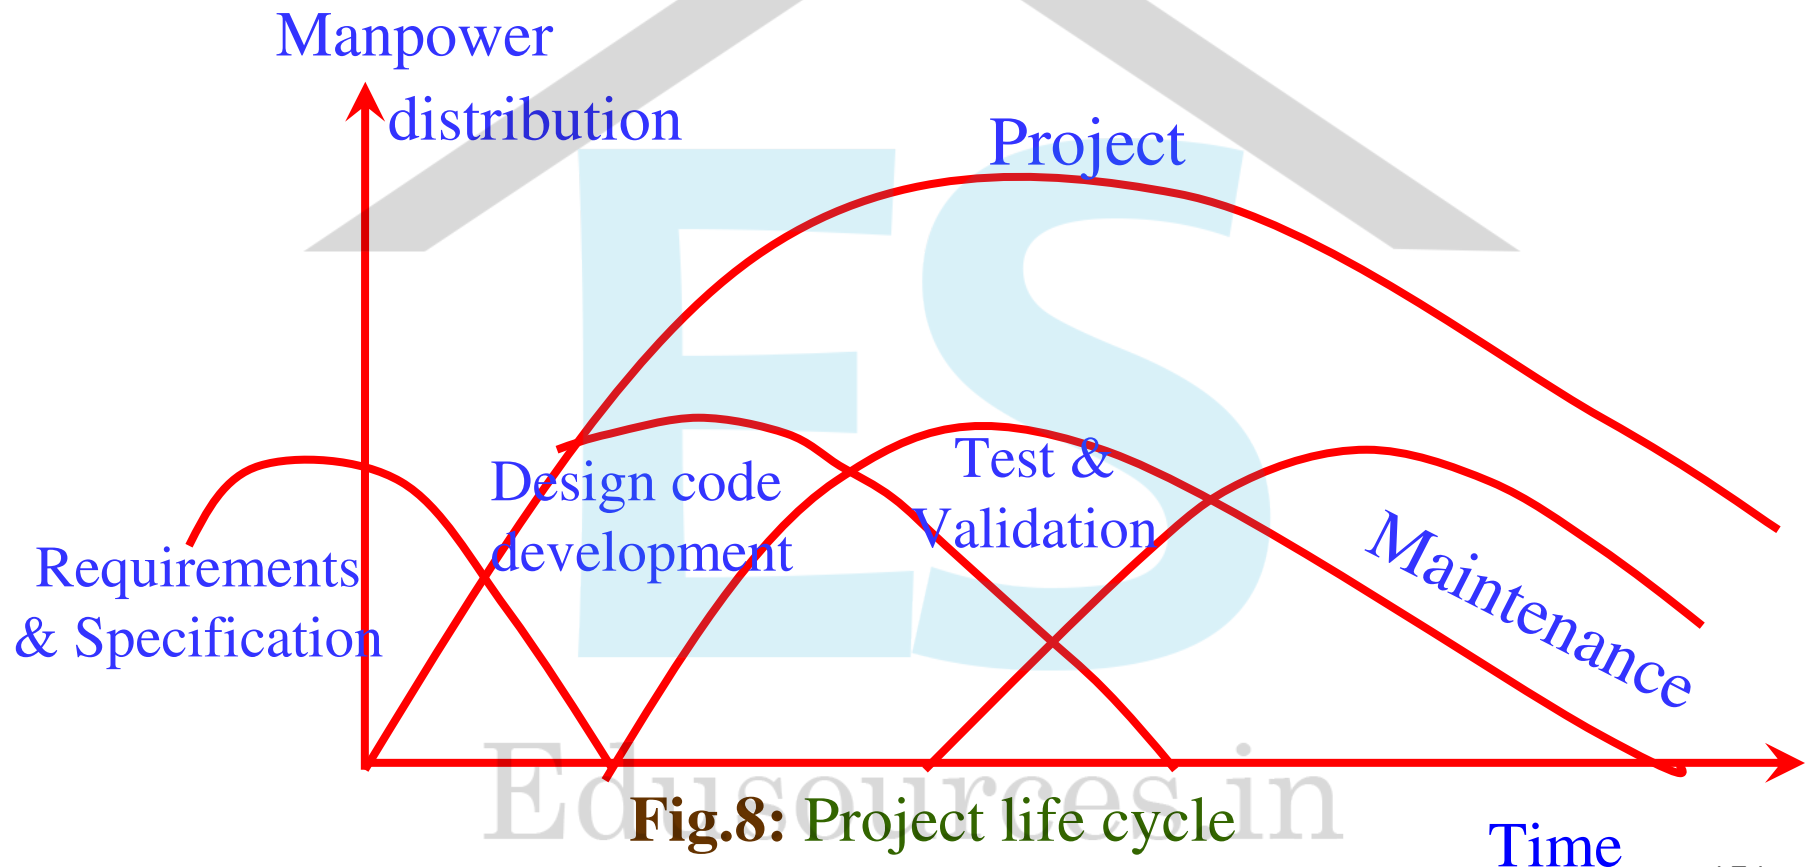 Manpower
distribution
Project
Design code
development
Test &
Validation
Requirements
& Specification
Maintenance
ES
Edusources.in
Fig.8: Project life cycle
Time